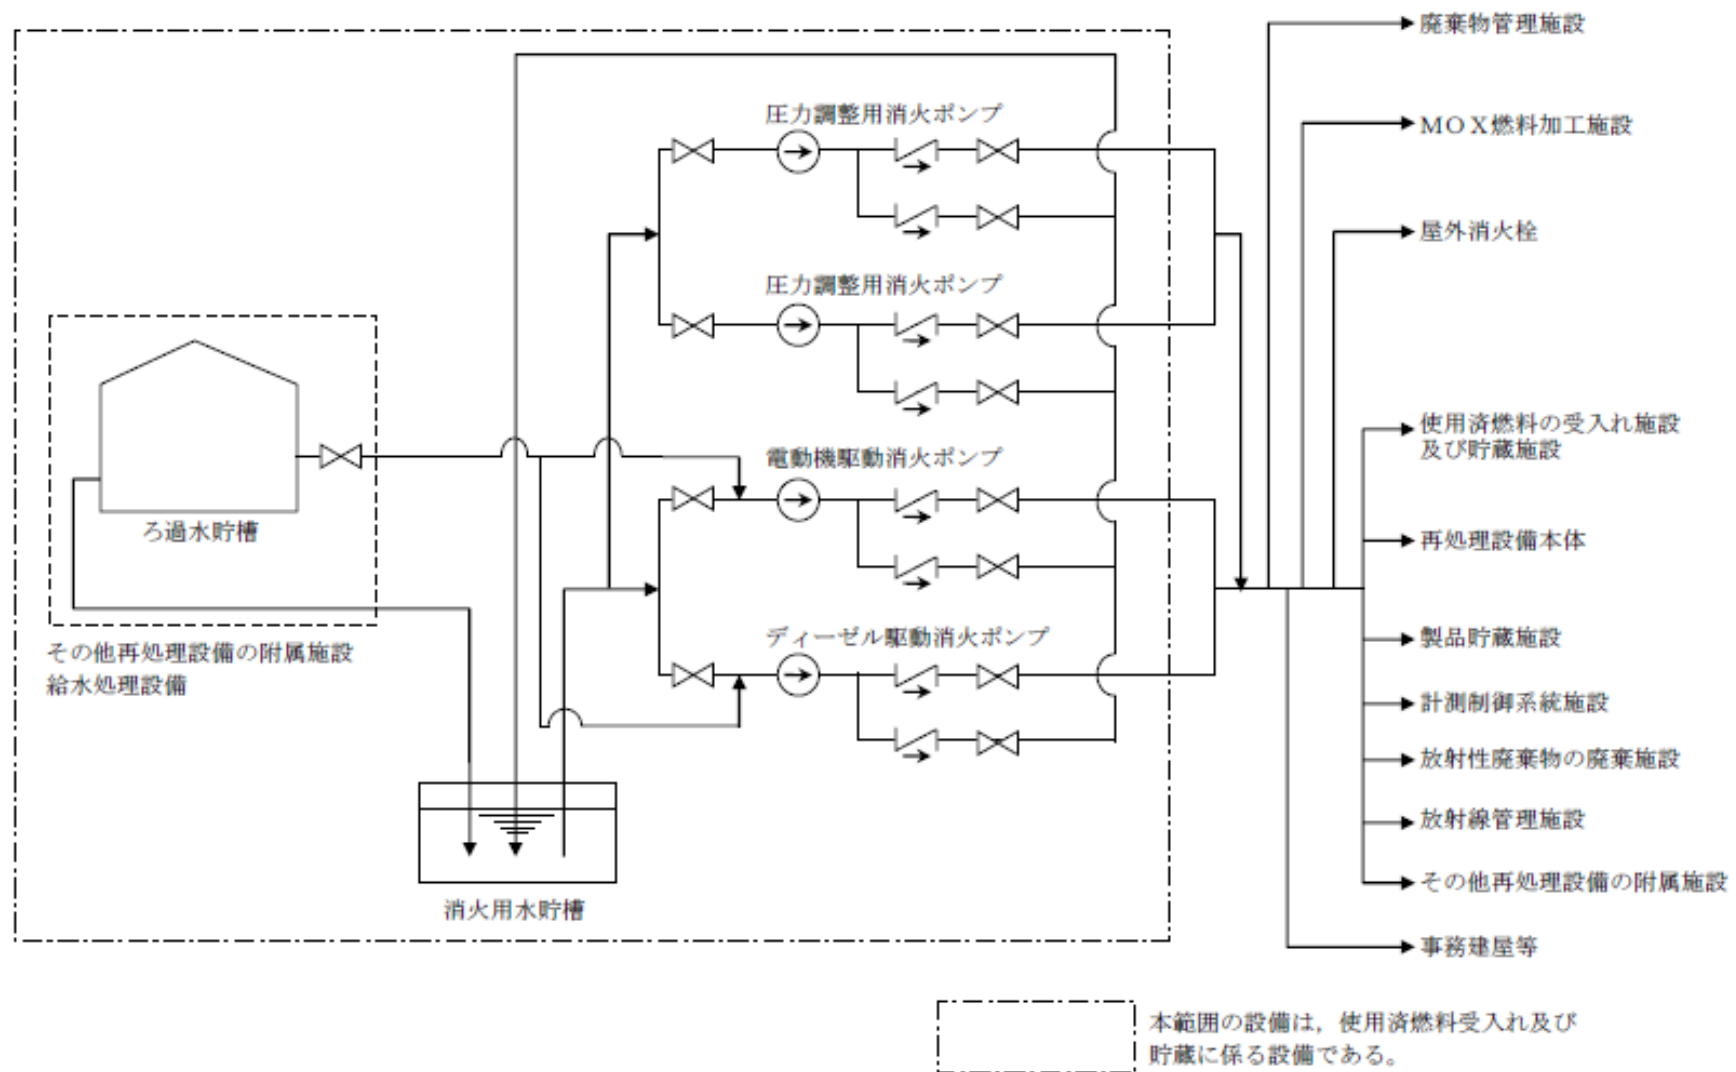 廃棄物管理施設
圧力調整用消火ポンプ
ＭＯＸ燃料加工施設
屋外消火栓
圧力調整用消火ポンプ
使用済燃料の受入れ施設
及び貯蔵施設
電動機駆動消火ポンプ
ろ過水貯槽
再処理設備本体
ディーゼル駆動消火ポンプ
製品貯蔵施設
その他再処理設備の附属施設
給水処理設備
計測制御系統施設
放射性廃棄物の廃棄施設
放射線管理施設
その他再処理設備の附属施設
消火用水貯槽
事務建屋等
本範囲の設備は，使用済燃料受入れ及び
貯蔵に係る設備である。